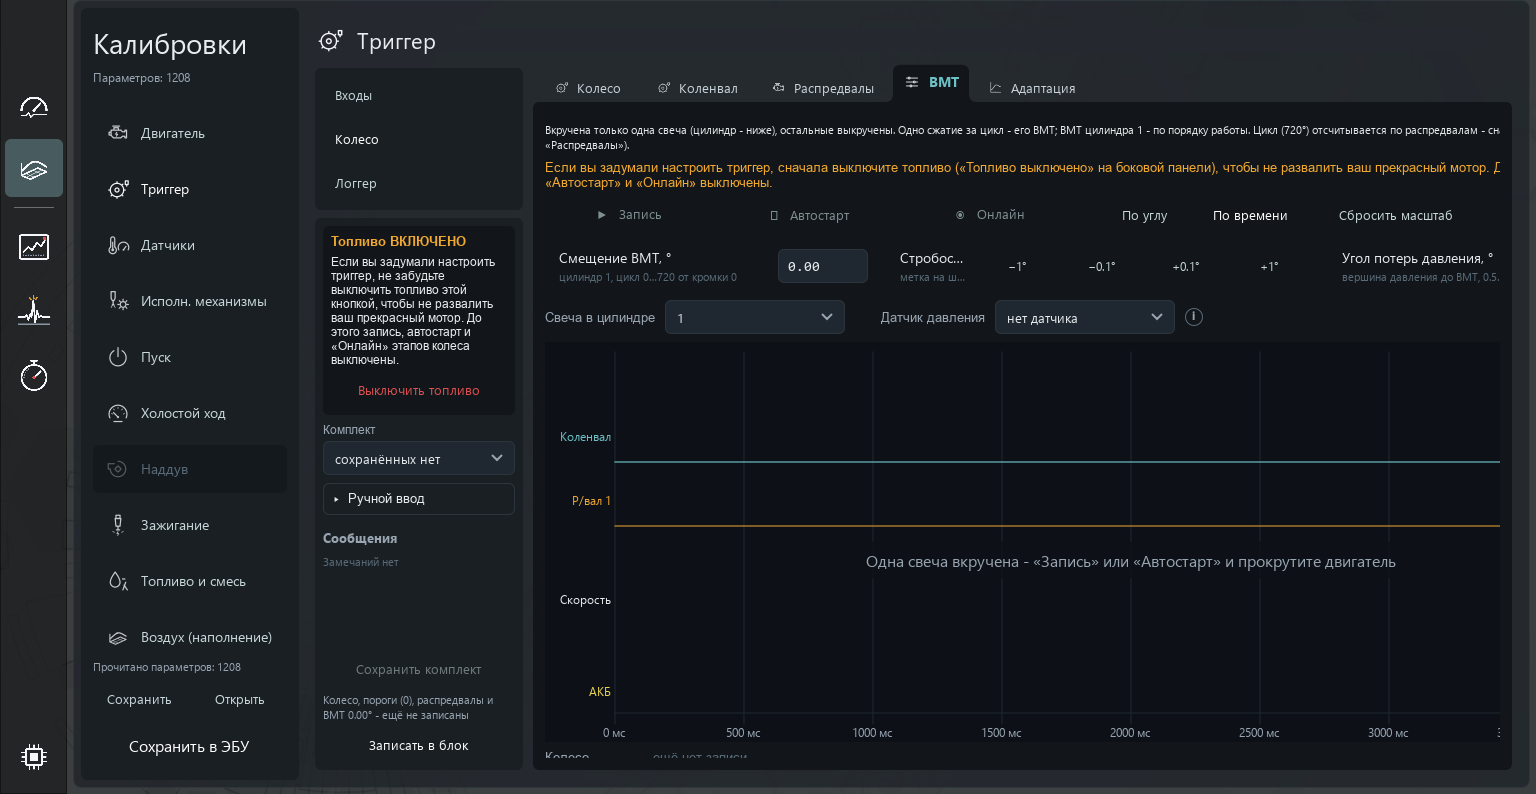 Калибровки
Параметров: 1208
Двигатель
Триггер
Датчики
Исполн. механизмы
Пуск
Холостой ход
Наддув
Зажигание
Топливо и смесь
Воздух (наполнение)
Прочитано параметров: 1208
Сохранить
Открыть
Сохранить в ЭБУ
Триггер
Входы
Колесо
Логгер
Топливо ВКЛЮЧЕНО
Если вы задумали настроить
триггер, не забудьте
выключить топливо этой
кнопкой, чтобы не развалить
ваш прекрасный мотор. До
этого запись, автостарт и
«Онлайн» этапов колеса
выключены.
Выключить топливо
Комплект
сохранённых нет
Ручной ввод
Сообщения
Замечаний нет
Сохранить комплект
Колесо, пороги (0), распредвалы и
ВМТ 0.00° - ещё не записаны
Записать в блок
Колесо
Коленвал
Распредвалы
ВМТ
Адаптация
Вкручена только одна свеча (цилиндр - ниже), остальные выкручены. Одно сжатие за цикл - его ВМТ; ВМТ цилиндра 1 - по порядку работы. Цикл (720°) отсчитывается по распредвалам - сна
«Распредвалы»).
Если вы задумали настроить триггер, сначала выключите топливо («Топливо выключено» на боковой панели), чтобы не развалить ваш прекрасный мотор. Д
«Автостарт» и «Онлайн» выключены.
Запись
Автостарт
Онлайн
По углу
По времени
Сбросить масштаб
Смещение ВМТ, °
цилиндр 1, цикл 0...720 от кромки 0
0.00
Стробос...
метка на ш...
−1°
−0.1°
+0.1°
+1°
Угол потерь давления, °
вершина давления до ВМТ, 0.5.
Свеча в цилиндре
1
Датчик давления
нет датчика
i
Коленвал
Р/вал 1
Одна свеча вкручена - «Запись» или «Автостарт» и прокрутите двигатель
Скорость
АКБ
0 мс
500 мс
1000 мс
1500 мс
2000 мс
2500 мс
3000 мс
Колесо
ещё нет записи